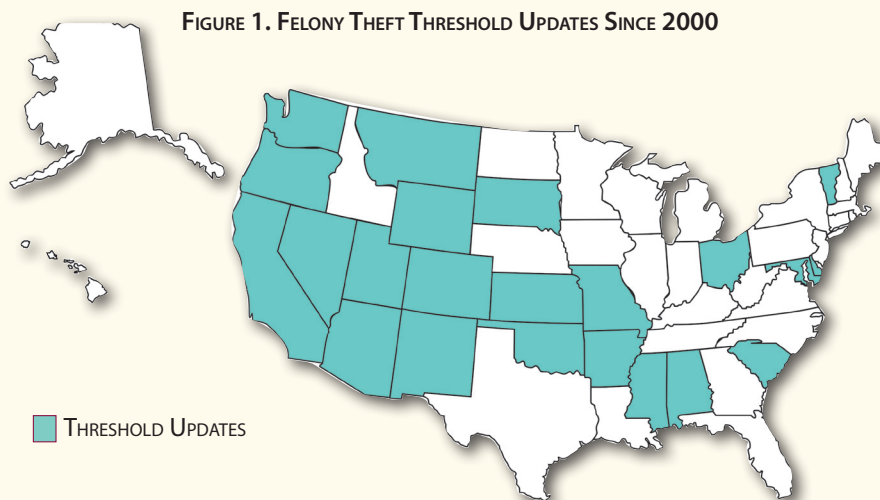 FIGURE 1. FELONY THEFT THRESHOLD UPDATES SINCE 2000
THRESHOLD UPDATES